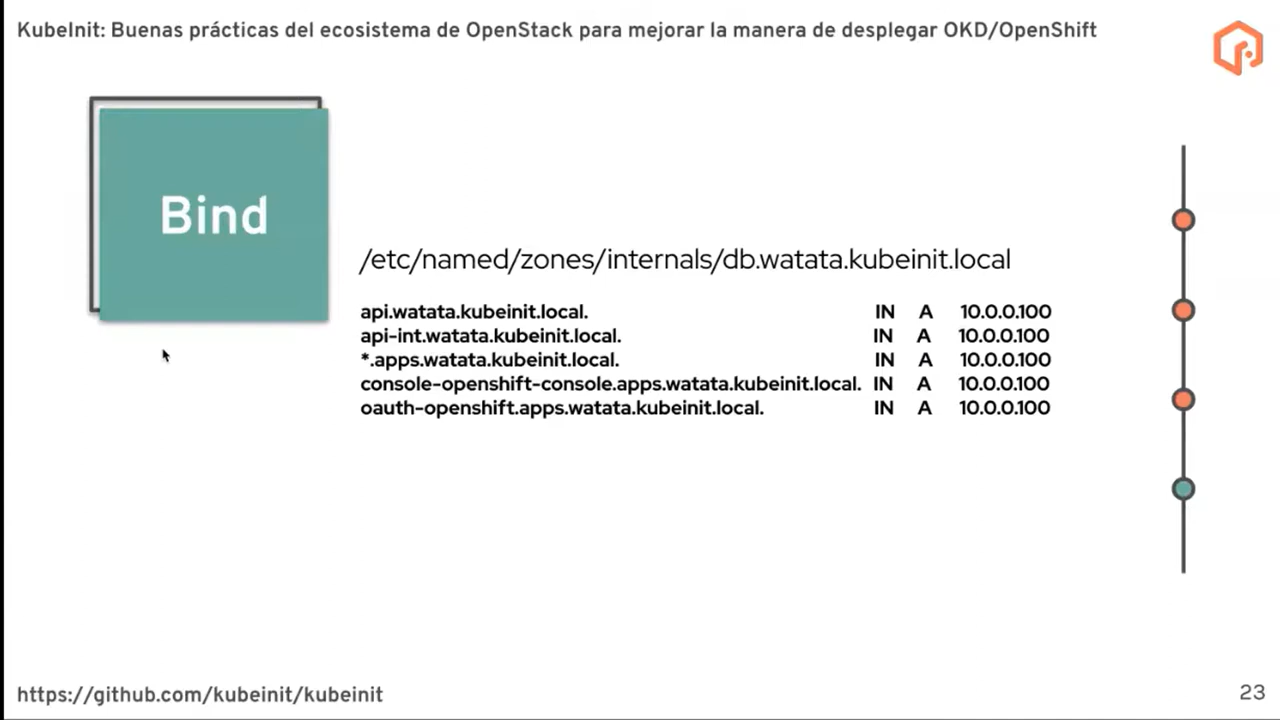 KubeInit: Buenas prácticas del ecosistema de OpenStack para mejorar la manera de desplegar OKD/OpenShift
Bind
/etc/named/zones/internals/db.watata.kubeinit.local
api.watata.kubeinit.local. IN A 10.0.0.100
api-int.watata.kubeinit.local. IN A 10.0.0.100
*.apps.watata.kubeinit.local. IN A 10.0.0.100
console-openshift-console.apps.watata.kubeinit.local. IN A 10.0.0.100
oauth-openshift.apps.watata.kubeinit.local. IN A 10.0.0.100
https://github.com/kubeinit/kubeinit
23